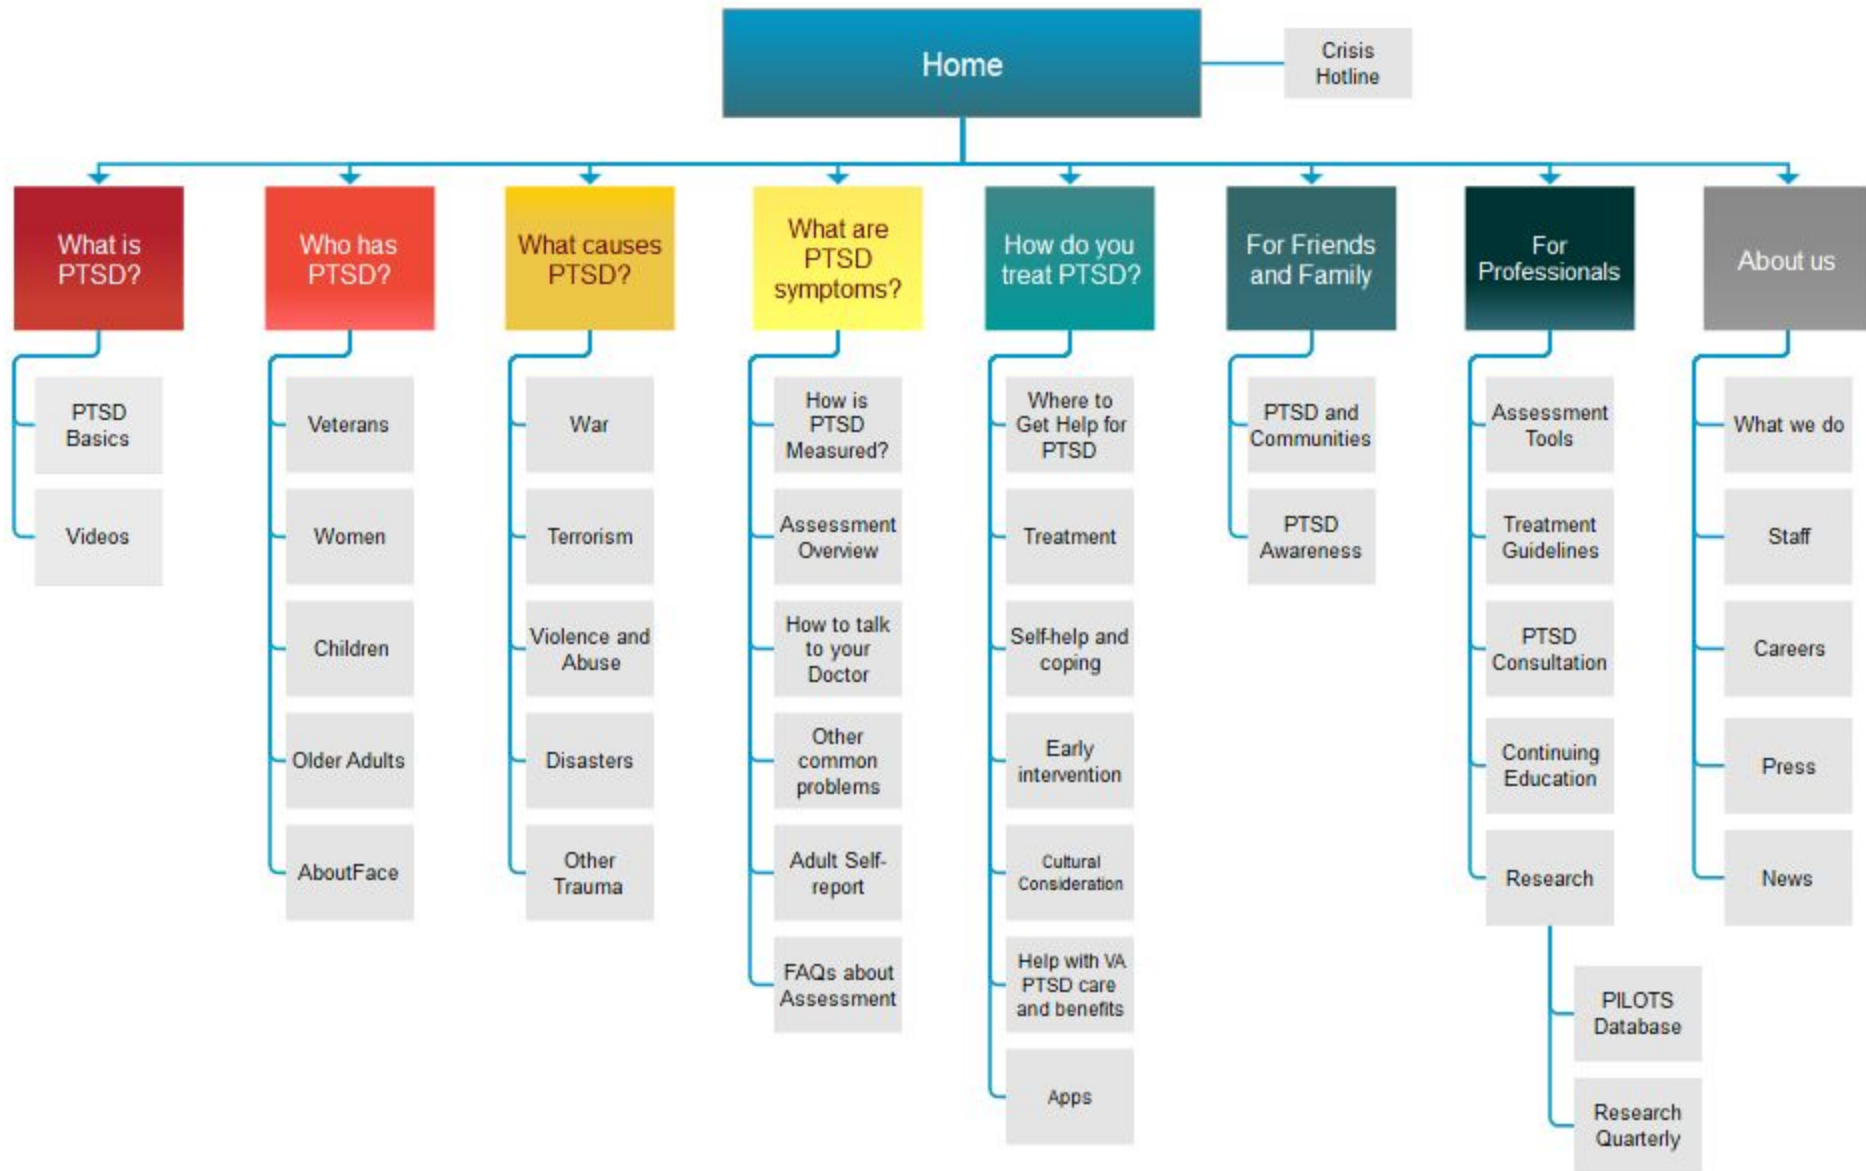 Home
Crisis
Hotline
What is
PTSD?
Who has
PTSD?
What causes
PTSD?
What are
PTSD
symptoms?
How do you
treat PTSD?
For Friends
and Family
For
Professionals
About us
PTSD
Basics
Videos
Veterans
Women
Children
Older Adults
AboutFace
War
Terrorism
Violence and
Abuse
Disasters
Other
Trauma
How is
PTSD
Measured?
Assessment
Overview
How to talk
to your
Doctor
Other
common
problems
Adult Self-
report
FAQs about
Assessment
Where to
Get Help for
PTSD
Treatment
Self-help and
coping
Early
intervention
Cultural
Consideration
Help with VA
PTSD care
and benefits
Apps
PTSD and
Communities
PTSD
Awareness
Assessment
Tools
Treatment
Guidelines
PTSD
Consultation
Continuing
Education
Research
PILOTS
Database
Research
Quarterly
What we do
Staff
Careers
Press
News